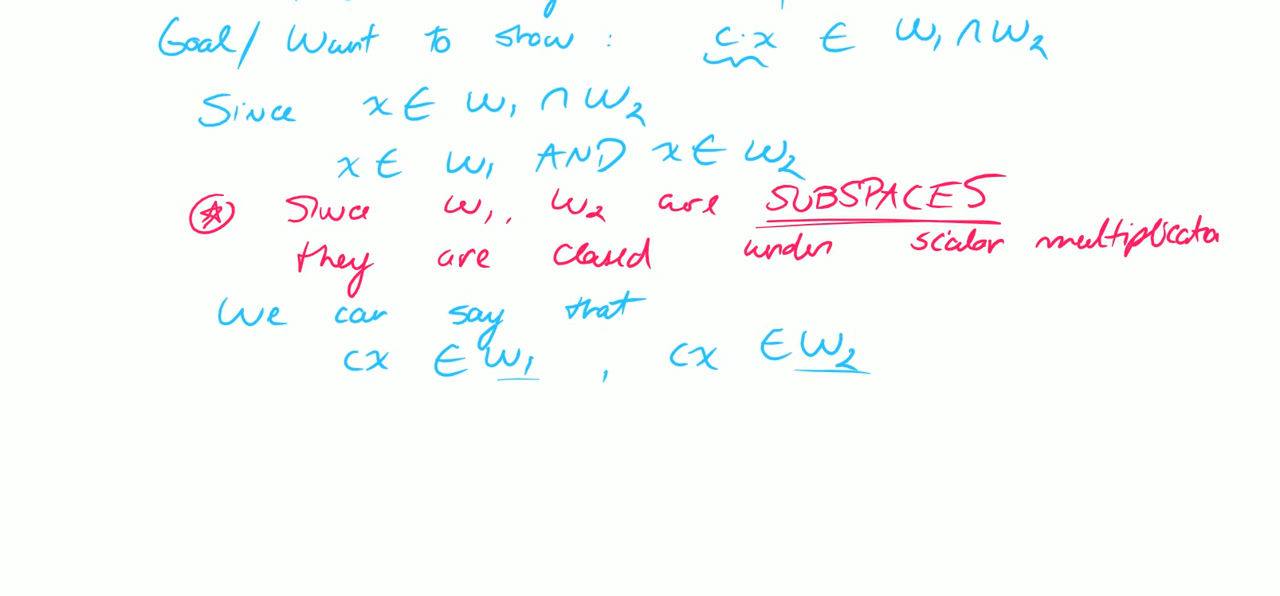 Goal/ Want to show : c·x ∈ W₁ ∩ W₂
Since x ∈ W₁ ∩ W₂
x ∈ W₁ AND x ∈ W₂
⊛ Since W₁, W₂ are SUBSPACES
they are closed under scalar multiplicatio
We can say that
cx ∈ W₁ , cx ∈ W₂